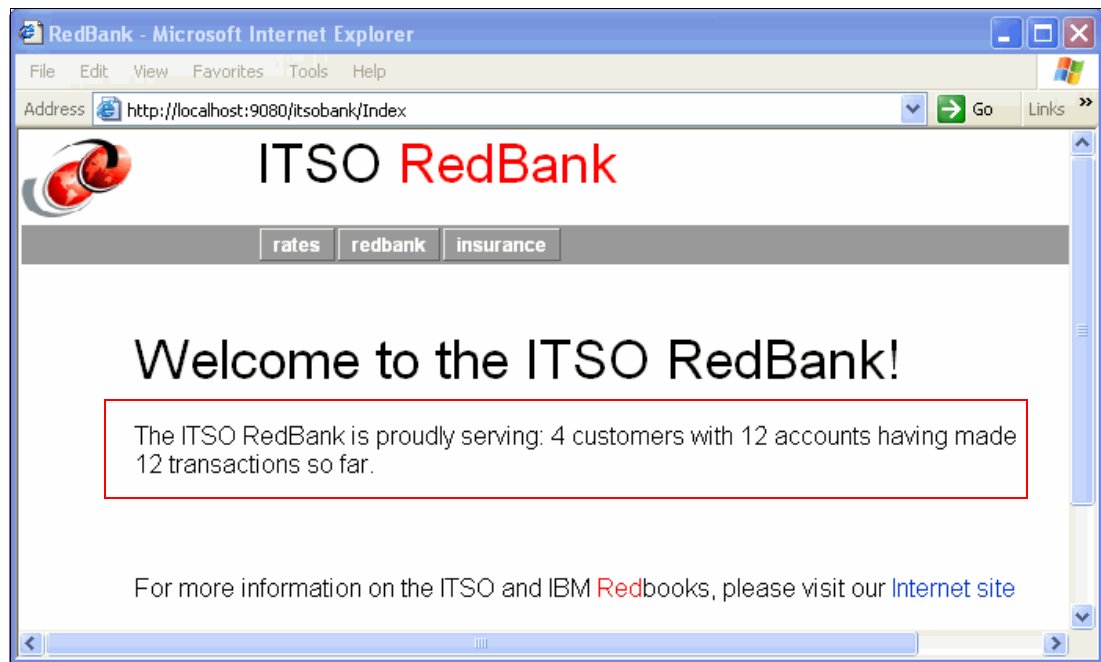 RedBank - Microsoft Internet Explorer
File Edit View Favorites Tools Help
Address http://localhost:9080/itsobank/Index Go Links »
ITSO RedBank
rates redbank insurance
Welcome to the ITSO RedBank!
The ITSO RedBank is proudly serving: 4 customers with 12 accounts having made
12 transactions so far.
For more information on the ITSO and IBM Redbooks, please visit our Internet site